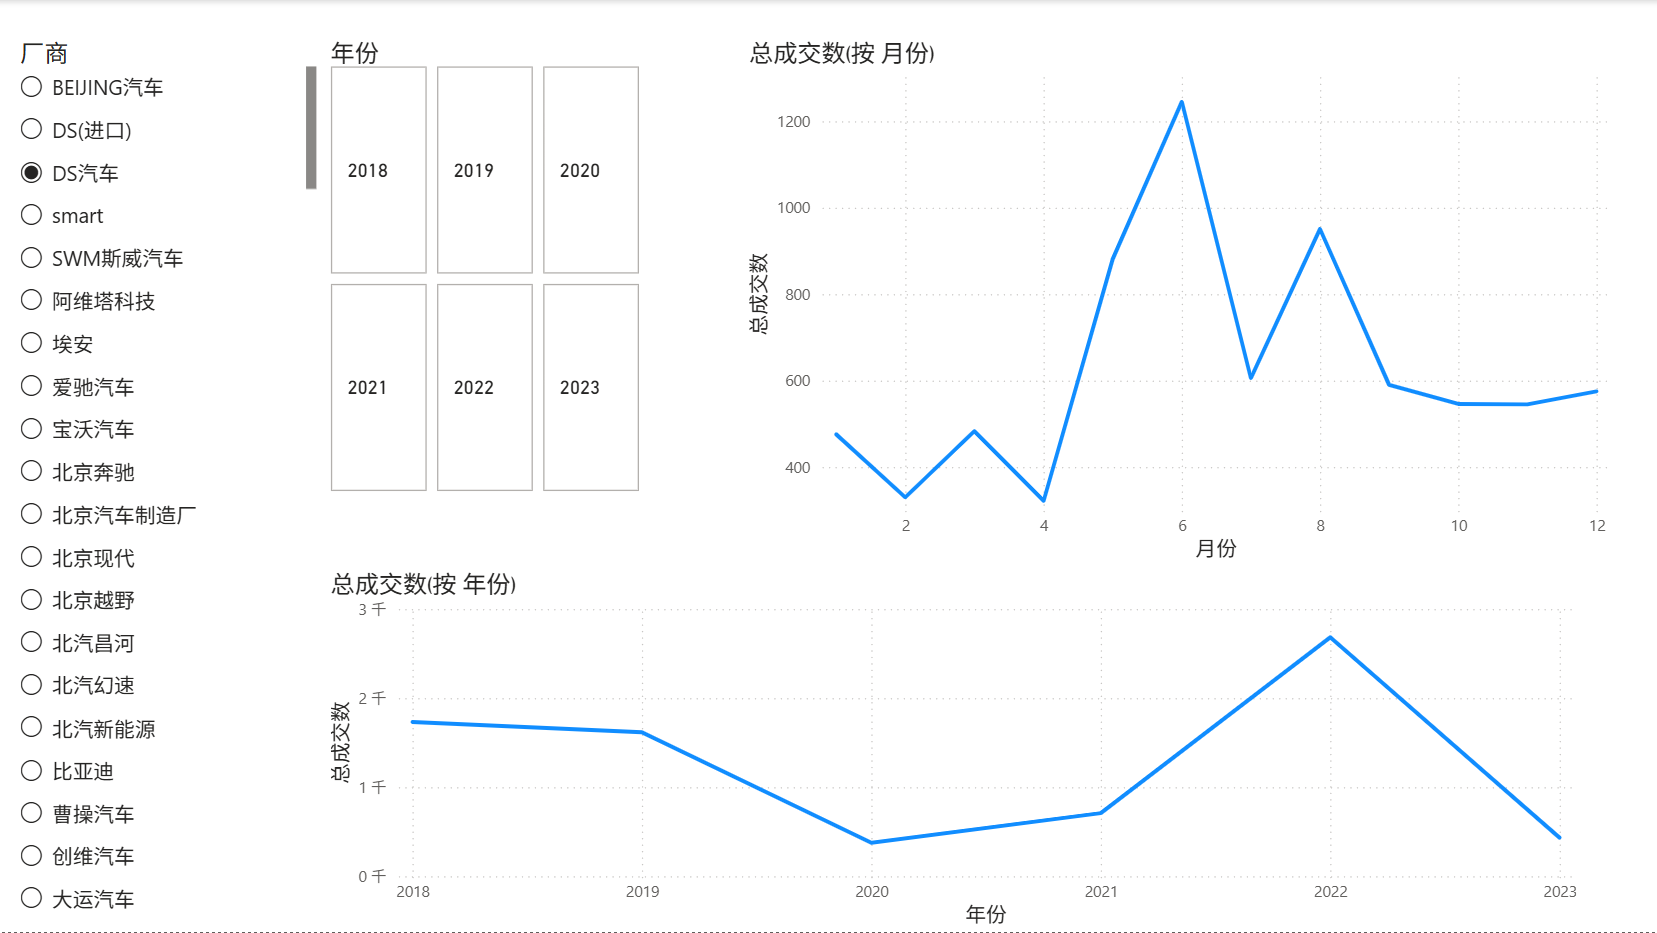 厂商
BEIJING汽车
DS(进口)
DS汽车
smart
SWM斯威汽车
阿维塔科技
埃安
爱驰汽车
宝沃汽车
北京奔驰
北京汽车制造厂
北京现代
北京越野
北汽昌河
北汽幻速
北汽新能源
比亚迪
曹操汽车
创维汽车
大运汽车
年份
2018 2019 2020
2021 2022 2023
总成交数(按 月份)
总成交数
1200
1000
800
600
400
2 4 6 8 10 12
月份
总成交数(按 年份)
总成交数
3 千
2 千
1 千
0 千
2018 2019 2020 2021 2022 2023
年份